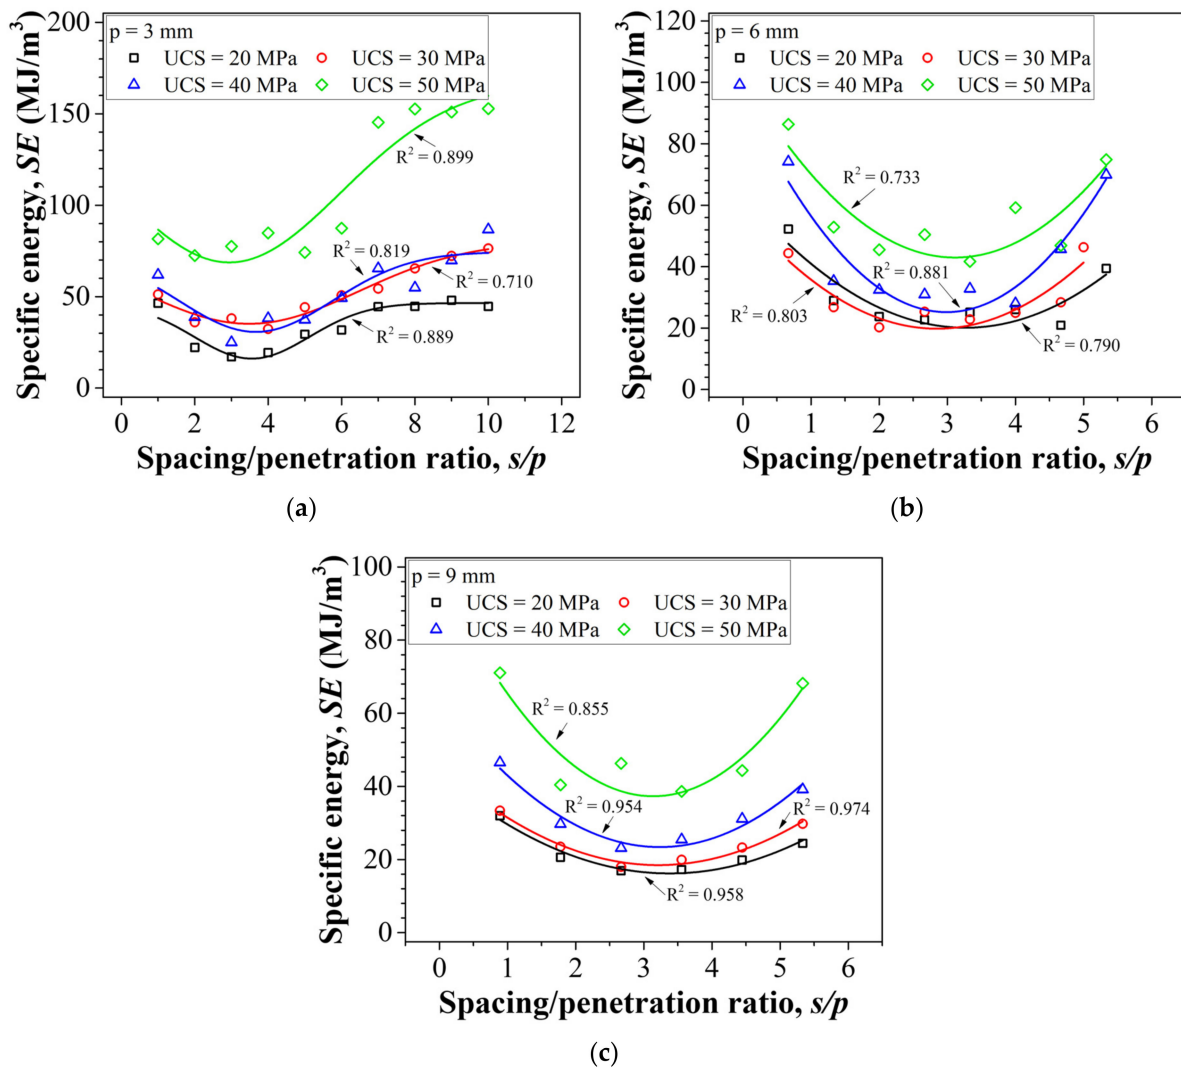 p = 3 mm
UCS = 20 MPa
UCS = 30 MPa
UCS = 40 MPa
UCS = 50 MPa
Specific energy, SE (MJ/m³)
200
150
100
50
0
R² = 0.899
R² = 0.819
R² = 0.710
R² = 0.889
0 2 4 6 8 10 12
Spacing/penetration ratio, s/p
(a)
p = 6 mm
UCS = 20 MPa
UCS = 30 MPa
UCS = 40 MPa
UCS = 50 MPa
Specific energy, SE (MJ/m³)
120
100
80
60
40
20
0
R² = 0.733
R² = 0.881
R² = 0.803
R² = 0.790
0 1 2 3 4 5 6
Spacing/penetration ratio, s/p
(b)
p = 9 mm
UCS = 20 MPa
UCS = 30 MPa
UCS = 40 MPa
UCS = 50 MPa
Specific energy, SE (MJ/m³)
100
80
60
40
20
0
R² = 0.855
R² = 0.954
R² = 0.974
R² = 0.958
0 1 2 3 4 5 6
Spacing/penetration ratio, s/p
(c)